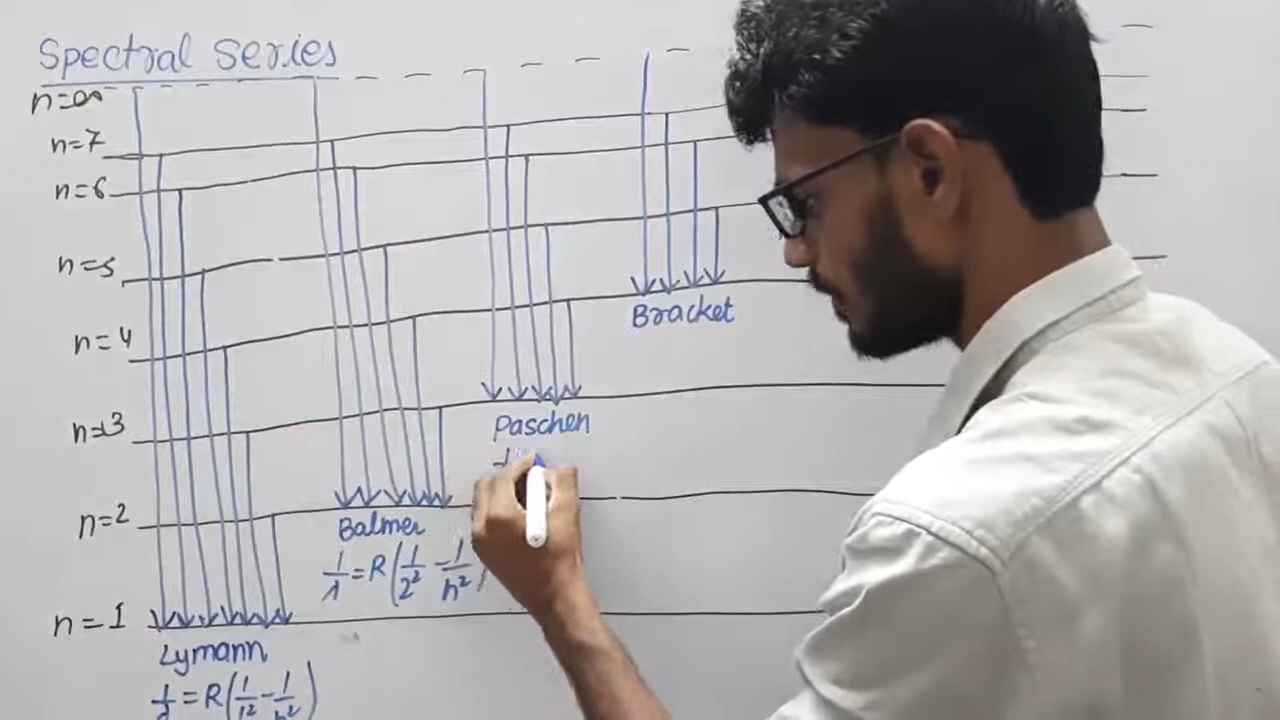 Spectral series
n=∞
n=7
n=6
n=5
n=4
Bracket
n=3
Paschen
n=2
Balmer
1/λ=R(1/2²-1/n²)
n=1
Lymann
1/λ=R(1/1²-1/n²)